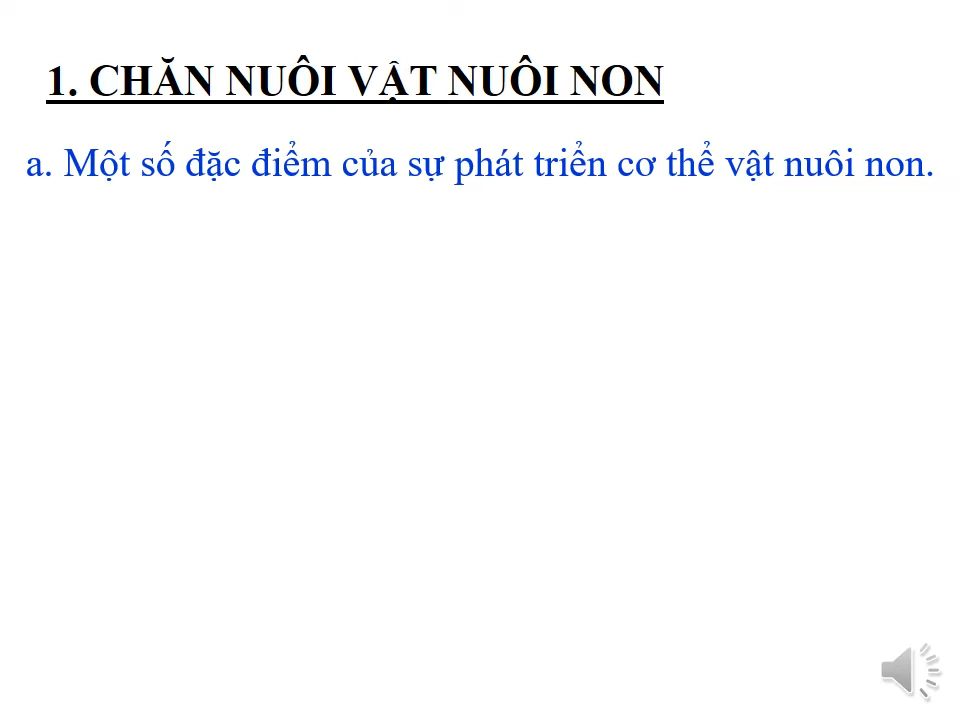 1. CHĂN NUÔI VẬT NUÔI NON
a. Một số đặc điểm của sự phát triển cơ thể vật nuôi non.